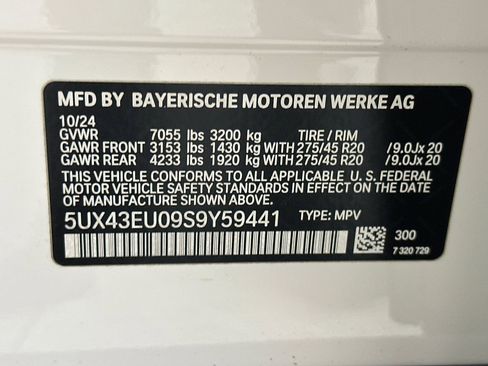 MFD BY BAYERISCHE MOTOREN WERKE AG
10/24
GVWR 7055 lbs 3200 kg TIRE / RIM
GAWR FRONT 3153 lbs 1430 kg WITH 275/45 R20 /9.0Jx 20
GAWR REAR 4233 lbs 1920 kg WITH 275/45 R20 /9.0Jx 20
THIS VEHICLE CONFORMS TO ALL APPLICABLE U. S. FEDERAL
MOTOR VEHICLE SAFETY STANDARDS IN EFFECT ON THE
DATE OF MANUFACTURE SHOWN ABOVE.
5UX43EU09S9Y59441 TYPE: MPV
300
7 320 729